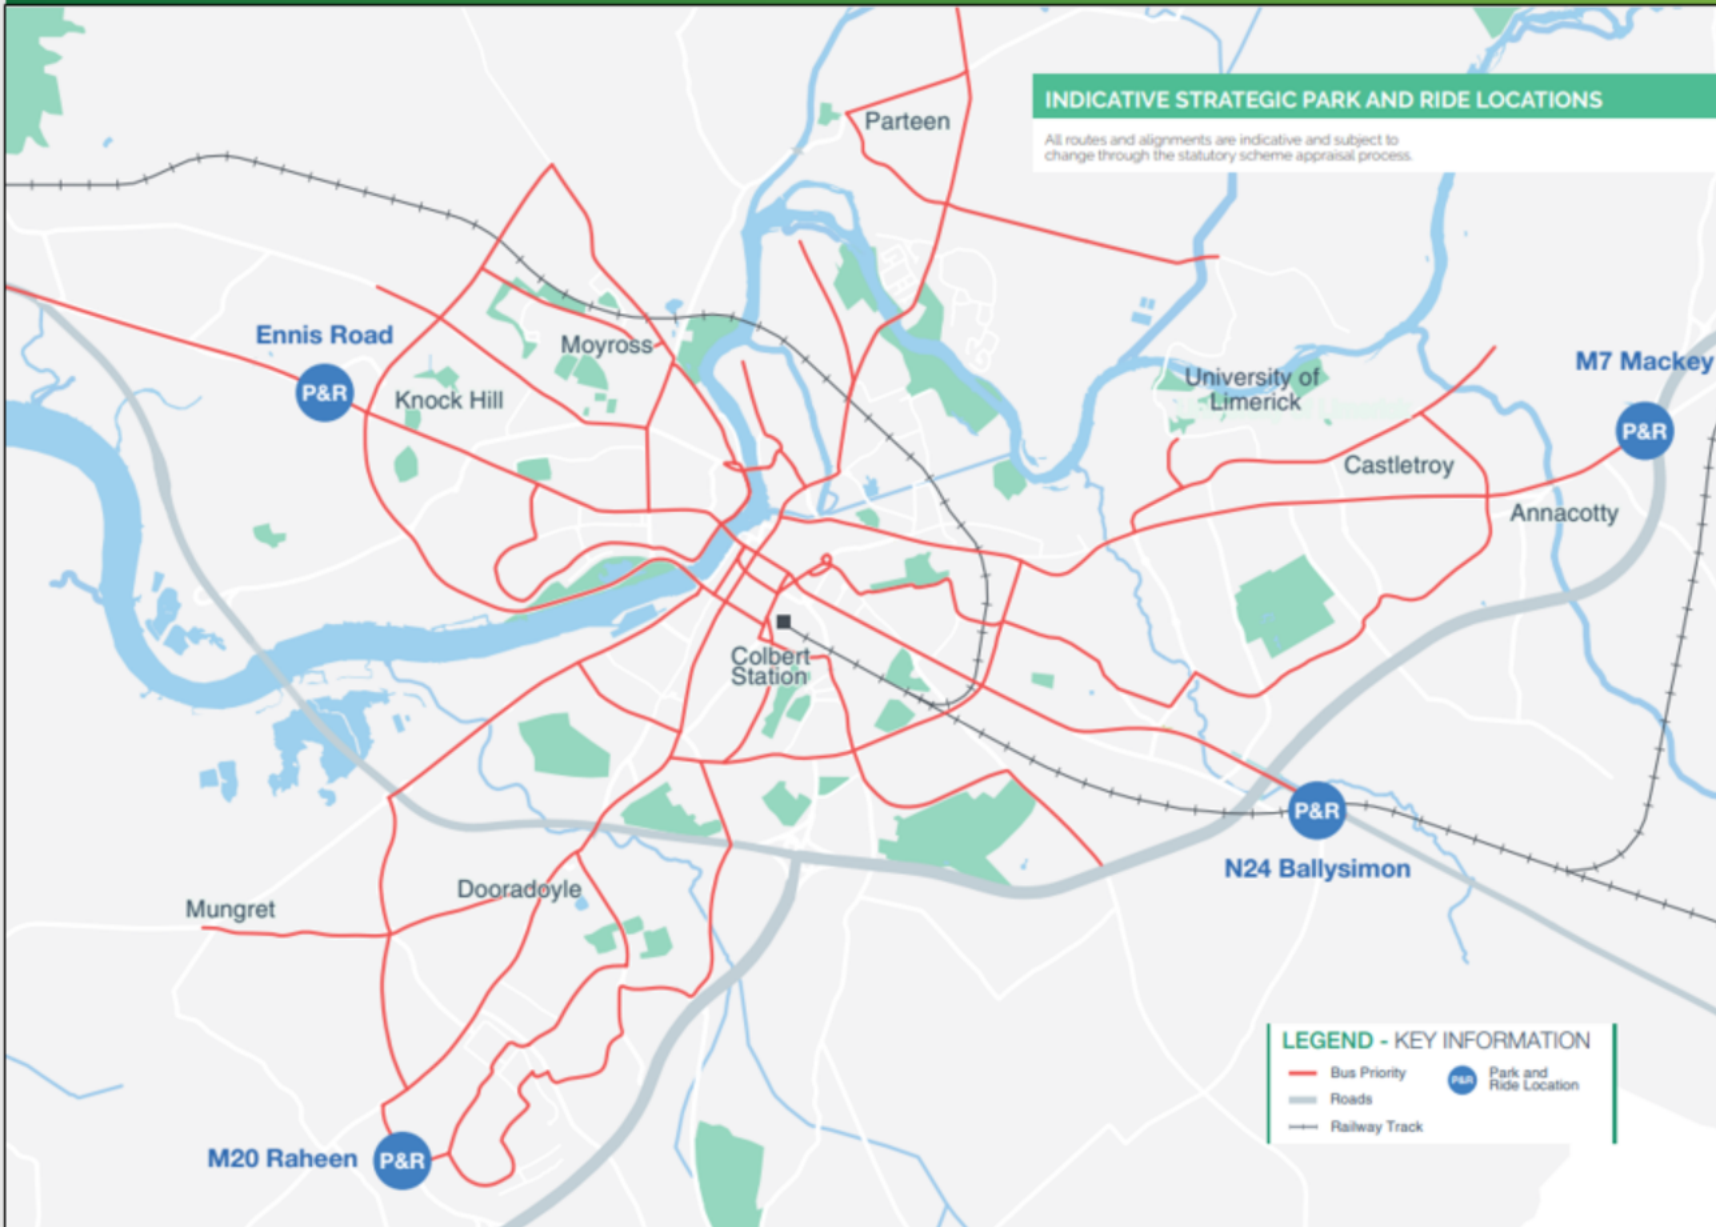 INDICATIVE STRATEGIC PARK AND RIDE LOCATIONS
All routes and alignments are indicative and subject to
change through the statutory scheme appraisal process.
Parteen
Ennis Road
P&R
Moyross
Knock Hill
University of
Limerick
M7 Mackey
P&R
Castletroy
Annacotty
Colbert
Station
P&R
N24 Ballysimon
Dooradoyle
Mungret
M20 Raheen
P&R
LEGEND - KEY INFORMATION
Bus Priority
P&R
Park and
Ride Location
Roads
Railway Track